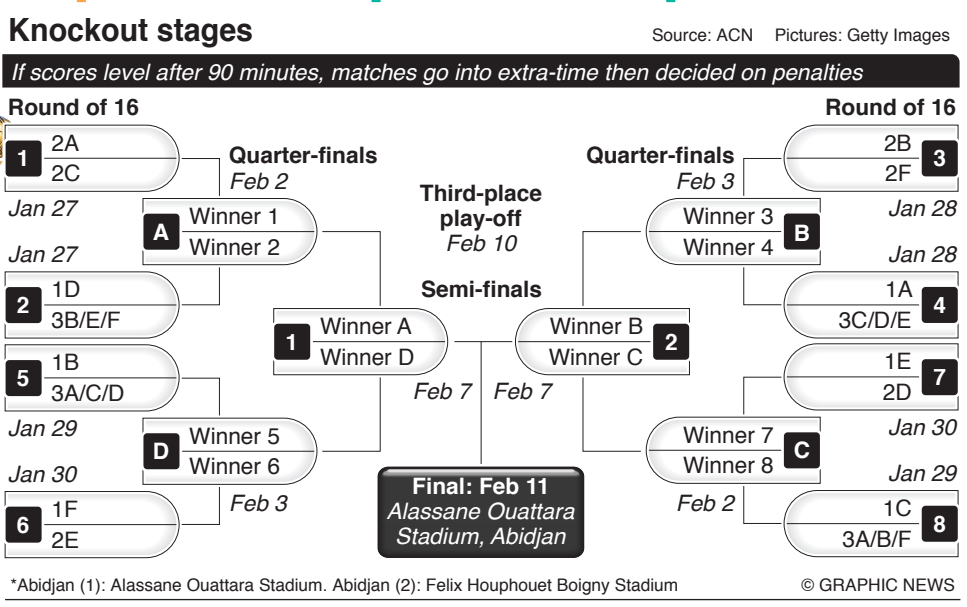 Knockout stages
Source: ACN Pictures: Getty Images
If scores level after 90 minutes, matches go into extra-time then decided on penalties
Round of 16
1
2A
2C
Jan 27
Jan 27
2
1D
3B/E/F
5
1B
3A/C/D
Jan 29
Jan 30
6
1F
2E
Quarter-finals
Feb 2
A
Winner 1
Winner 2
D
Winner 5
Winner 6
Feb 3
Third-place
play-off
Feb 10
Semi-finals
1
Winner A
Winner D
Feb 7
Winner B
Winner C
2
Feb 7
Final: Feb 11
Alassane Ouattara
Stadium, Abidjan
Quarter-finals
Feb 3
Winner 3
Winner 4
B
Winner 7
Winner 8
C
Feb 2
Round of 16
2B
2F
3
Jan 28
Jan 28
1A
3C/D/E
4
1E
2D
7
Jan 30
Jan 29
1C
3A/B/F
8
*Abidjan (1): Alassane Ouattara Stadium. Abidjan (2): Felix Houphouet Boigny Stadium
© GRAPHIC NEWS